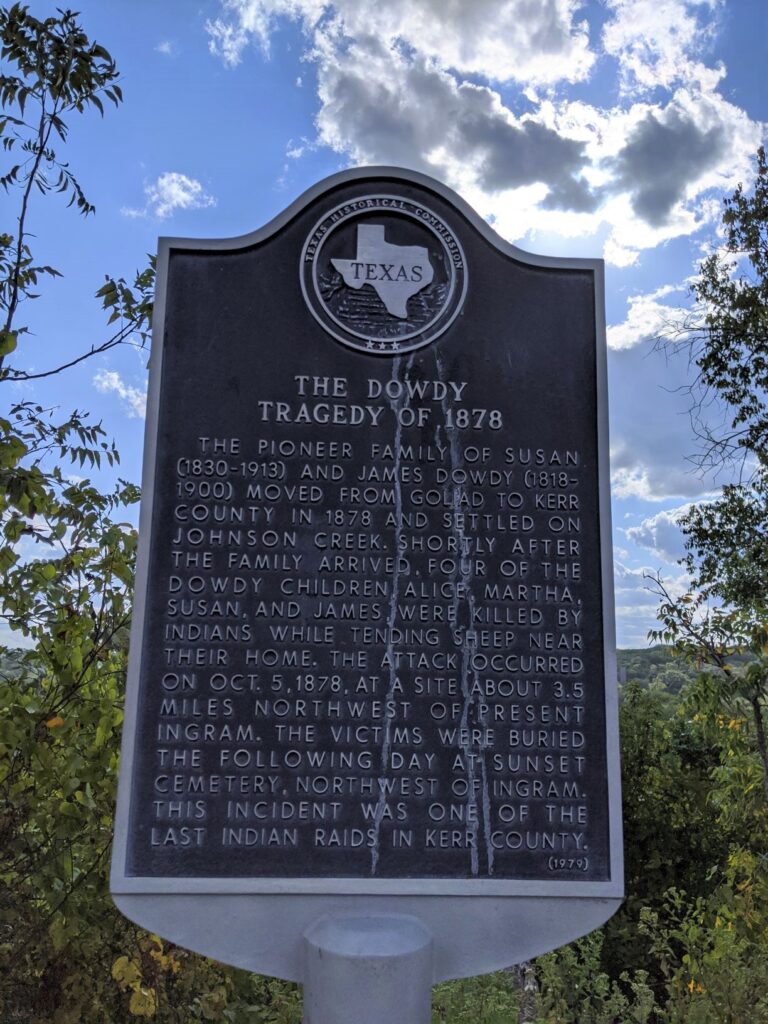 TEXAS HISTORICAL COMMISSION
TEXAS
THE DOWDY
TRAGEDY OF 1878
THE PIONEER FAMILY OF SUSAN
(1830-1913) AND JAMES DOWDY (1818-
1900) MOVED FROM GOLIAD TO KERR
COUNTY IN 1878 AND SETTLED ON
JOHNSON CREEK. SHORTLY AFTER
THE FAMILY ARRIVED, FOUR OF THE
DOWDY CHILDREN, ALICE, MARTHA,
SUSAN, AND JAMES WERE KILLED BY
INDIANS WHILE TENDING SHEEP NEAR
THEIR HOME. THE ATTACK OCCURRED
ON OCT. 5, 1878, AT A SITE ABOUT 3.5
MILES NORTHWEST OF PRESENT
INGRAM. THE VICTIMS WERE BURIED
THE FOLLOWING DAY AT SUNSET
CEMETERY, NORTHWEST OF INGRAM.
THIS INCIDENT WAS ONE OF THE
LAST INDIAN RAIDS IN KERR COUNTY.
(1979)